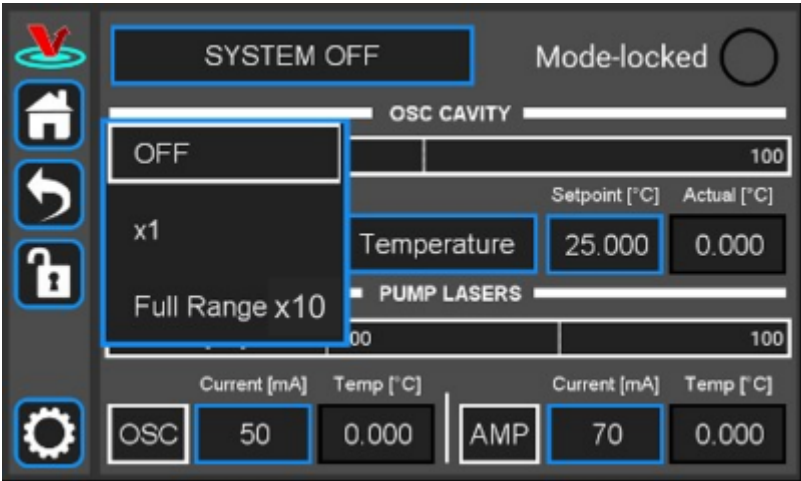 SYSTEM OFF
Mode-locked
OSC CAVITY
OFF
100
x1
Setpoint [°C] Actual [°C]
Temperature 25.000 0.000
Full Range x10
PUMP LASERS
00 100
Current [mA] Temp [°C] Current [mA] Temp [°C]
OSC 50 0.000 AMP 70 0.000